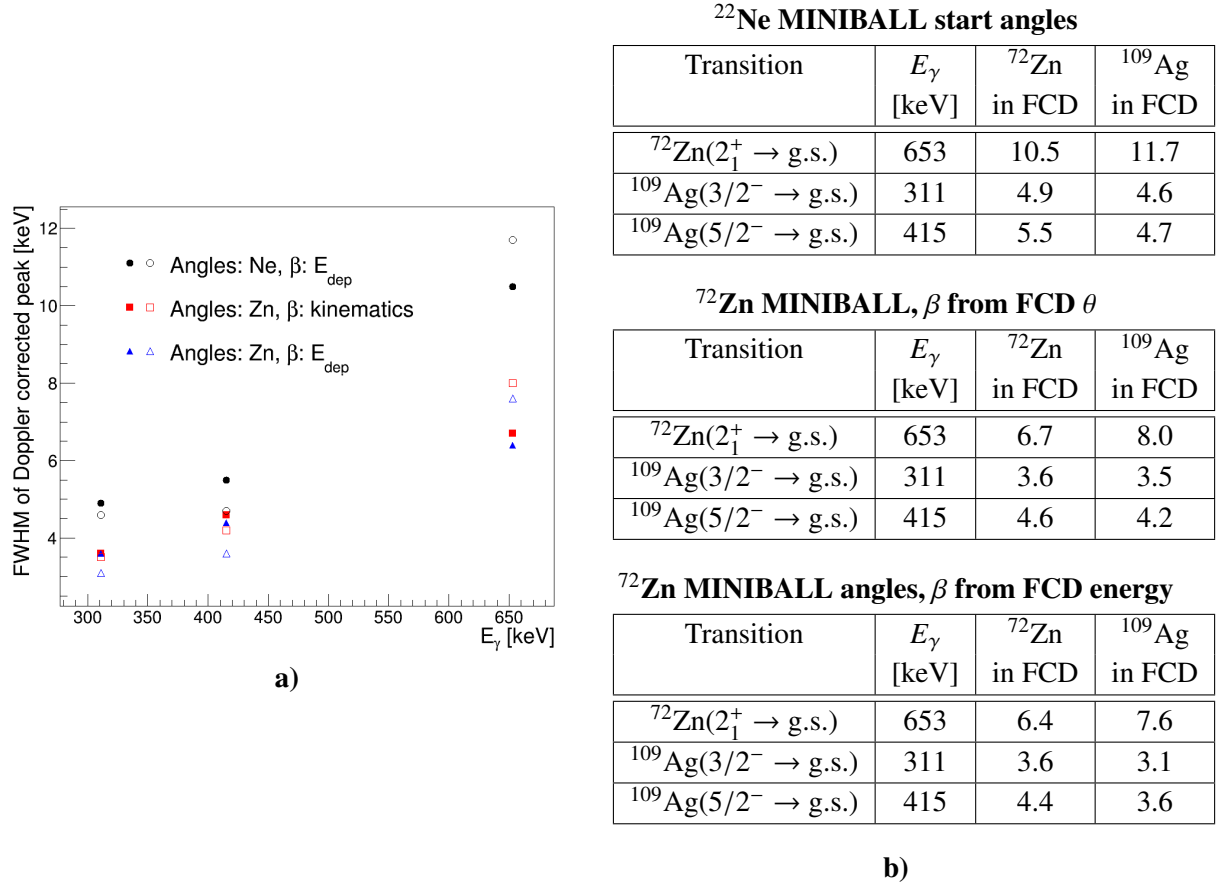 FWHM of Doppler corrected peak [keV]
12
10
8
6
4
Angles: Ne, β: E_dep
Angles: Zn, β: kinematics
Angles: Zn, β: E_dep
300 350 400 450 500 550 600 650
E_γ [keV]
a)
²²Ne MINIBALL start angles
Transition E_γ ⁷²Zn ¹⁰⁹Ag
[keV] in FCD in FCD
⁷²Zn(2₁⁺ → g.s.) 653 10.5 11.7
¹⁰⁹Ag(3/2⁻ → g.s.) 311 4.9 4.6
¹⁰⁹Ag(5/2⁻ → g.s.) 415 5.5 4.7
⁷²Zn MINIBALL, β from FCD θ
Transition E_γ ⁷²Zn ¹⁰⁹Ag
[keV] in FCD in FCD
⁷²Zn(2₁⁺ → g.s.) 653 6.7 8.0
¹⁰⁹Ag(3/2⁻ → g.s.) 311 3.6 3.5
¹⁰⁹Ag(5/2⁻ → g.s.) 415 4.6 4.2
⁷²Zn MINIBALL angles, β from FCD energy
Transition E_γ ⁷²Zn ¹⁰⁹Ag
[keV] in FCD in FCD
⁷²Zn(2₁⁺ → g.s.) 653 6.4 7.6
¹⁰⁹Ag(3/2⁻ → g.s.) 311 3.6 3.1
¹⁰⁹Ag(5/2⁻ → g.s.) 415 4.4 3.6
b)